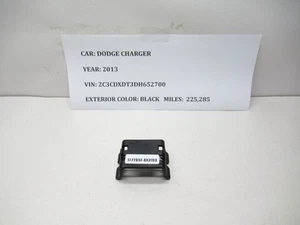 CAR: DODGE CHARGER
YEAR: 2013
VIN: 2C3CDXDT3DH652700
EXTERIOR COLOR: BLACK MILES: 225,285